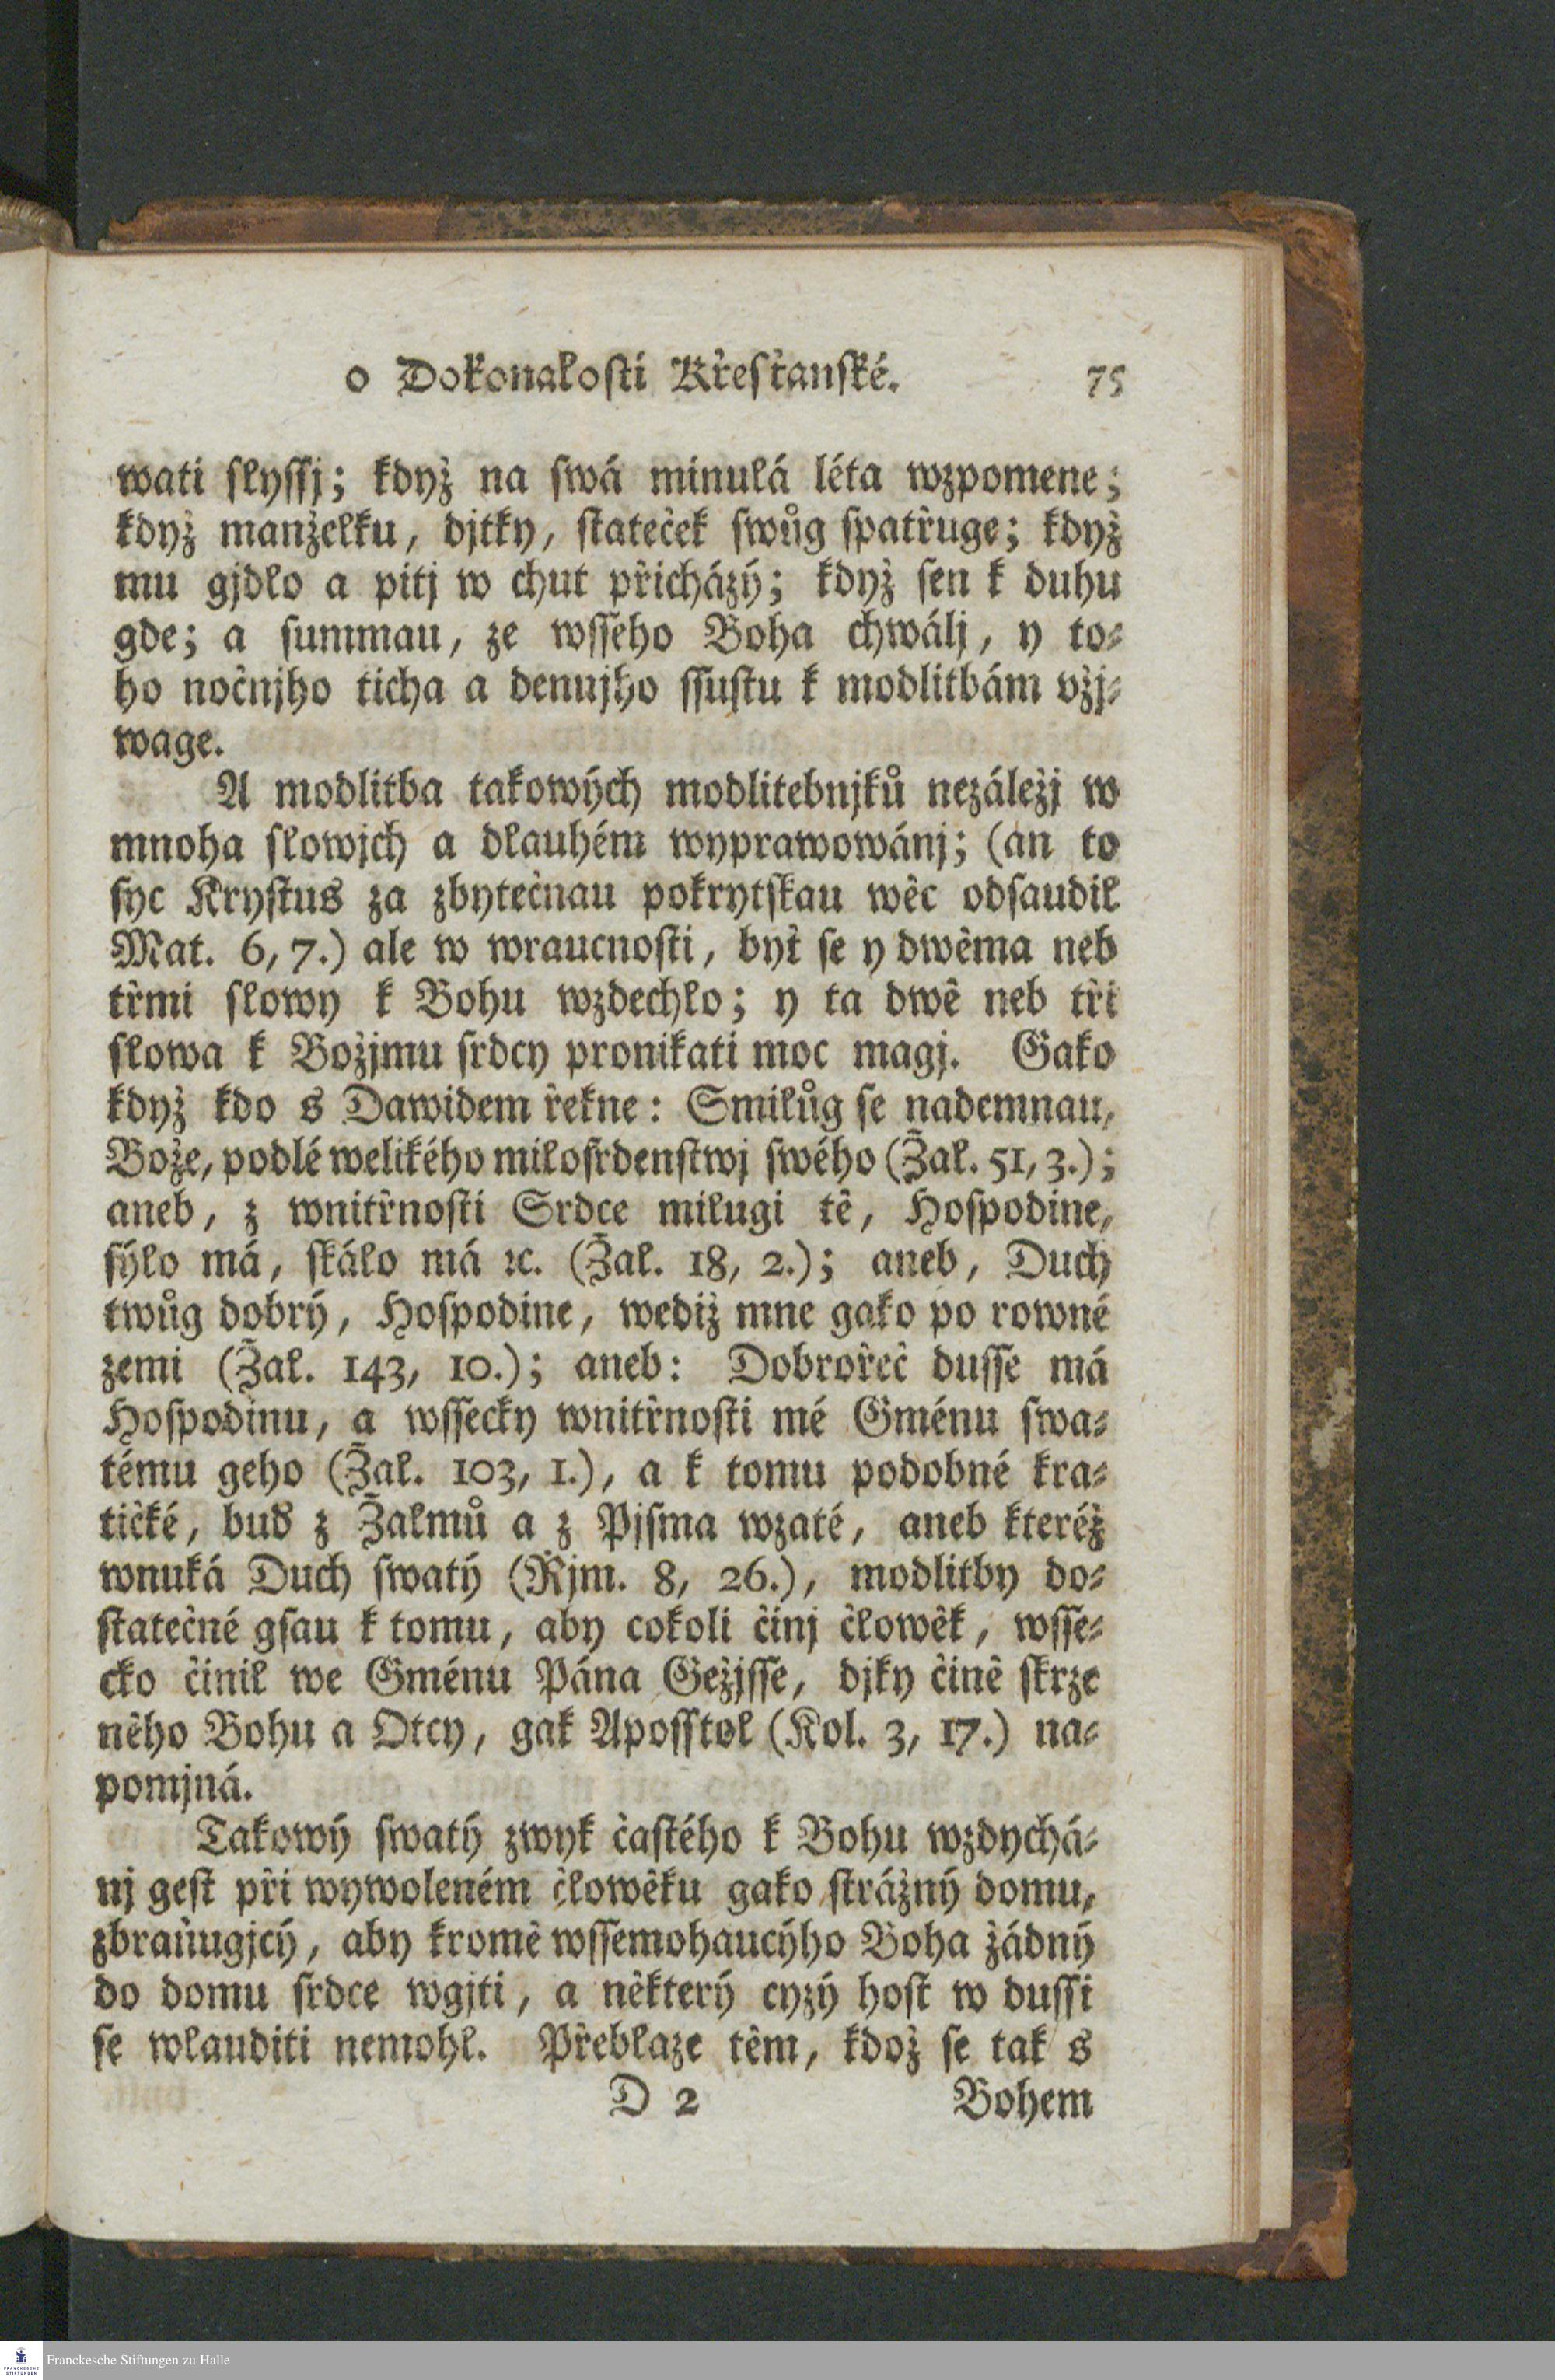 o Dokonalosti Křesťanské. 75
wati slyssj; když na swá minulá léta wzpomene;
když manželku, djtky, stateček swůg spatřuge; když
mu gjdlo a pitj w chut přicházý; když sen k duhu
gde; a summau, ze wsseho Boha chwálj, y to-
ho nočnjho ticha a dennjho ssustu k modlitbám vžj-
wage.
A modlitba takowých modlitebnjků nezáležj w
mnoha slowjch a dlauhém wyprawowánj; (an to
syc Krystus za zbytečnau pokrytskau wěc odsaudil
Mat. 6, 7.) ale w wraucnosti, byť se y dwěma neb
třmi slowy k Bohu wzdechlo; y ta dwě neb tři
slowa k Božjmu srdcy pronikati moc magj. Gako
když kdo s Dawidem řekne: Smilůg se nademnau,
Bože, podlé welikého milosrdenstwj swého (Žal. 51, 3.);
aneb, z wnitřnosti Srdce milugi tě, Hospodine,
sýlo má, skálo má ꝛc. (Žal. 18, 2.); aneb, Duch
twůg dobrý, Hospodine, wediž mne gako po rowné
zemi (Žal. 143, 10.); aneb: Dobrořeč dusse má
Hospodinu, a wssecky wnitřnosti mé Gménu swa-
tému geho (Žal. 103, 1.), a k tomu podobné kra-
tičké, buď z Žalmů a z Pjsma wzaté, aneb kteréž
wnuká Duch swatý (Řjm. 8, 26.), modlitby do-
statečné gsau k tomu, aby cokoli činj člowěk, wsse-
cko činil we Gménu Pána Gežjsse, djky čině skrze
něho Bohu a Otcy, gak Aposstol (Kol. 3, 17.) na-
pomjná.
Takowý swatý zwyk častého k Bohu wzdychá-
nj gest při wywoleném člowěku gako strážný domu,
zbraňugjcý, aby kromě wssemohaucýho Boha žádný
do domu srdce wgjti, a některý cyzý host w dussi
se wlauditi nemohl. Přeblaze těm, kdož se tak s
D 2 Bohem
Franckesche Stiftungen zu Halle